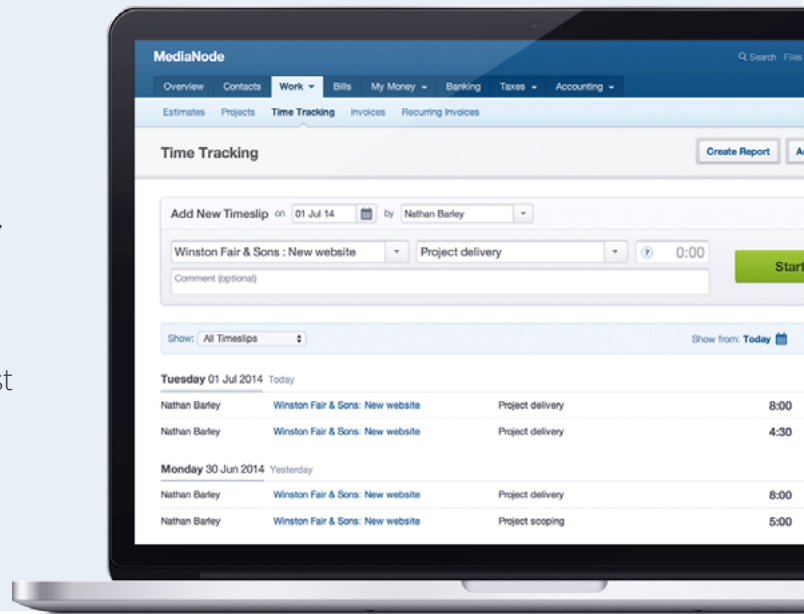 MediaNode
Search Files
Overview Contacts Work Bills My Money Banking Taxes Accounting
Estimates Projects Time Tracking Invoices Recurring Invoices
Time Tracking
Create Report
Add New Timeslip on 01 Jul 14 by Nathan Barley
Winston Fair & Sons : New website Project delivery ? 0:00
Start
Comment (optional)
Show: All Timeslips Show from: Today
Tuesday 01 Jul 2014 Today
Nathan Barley Winston Fair & Sons: New website Project delivery 8:00
Nathan Barley Winston Fair & Sons: New website Project delivery 4:30
Monday 30 Jun 2014 Yesterday
Nathan Barley Winston Fair & Sons: New website Project delivery 8:00
Nathan Barley Winston Fair & Sons: New website Project scoping 5:00